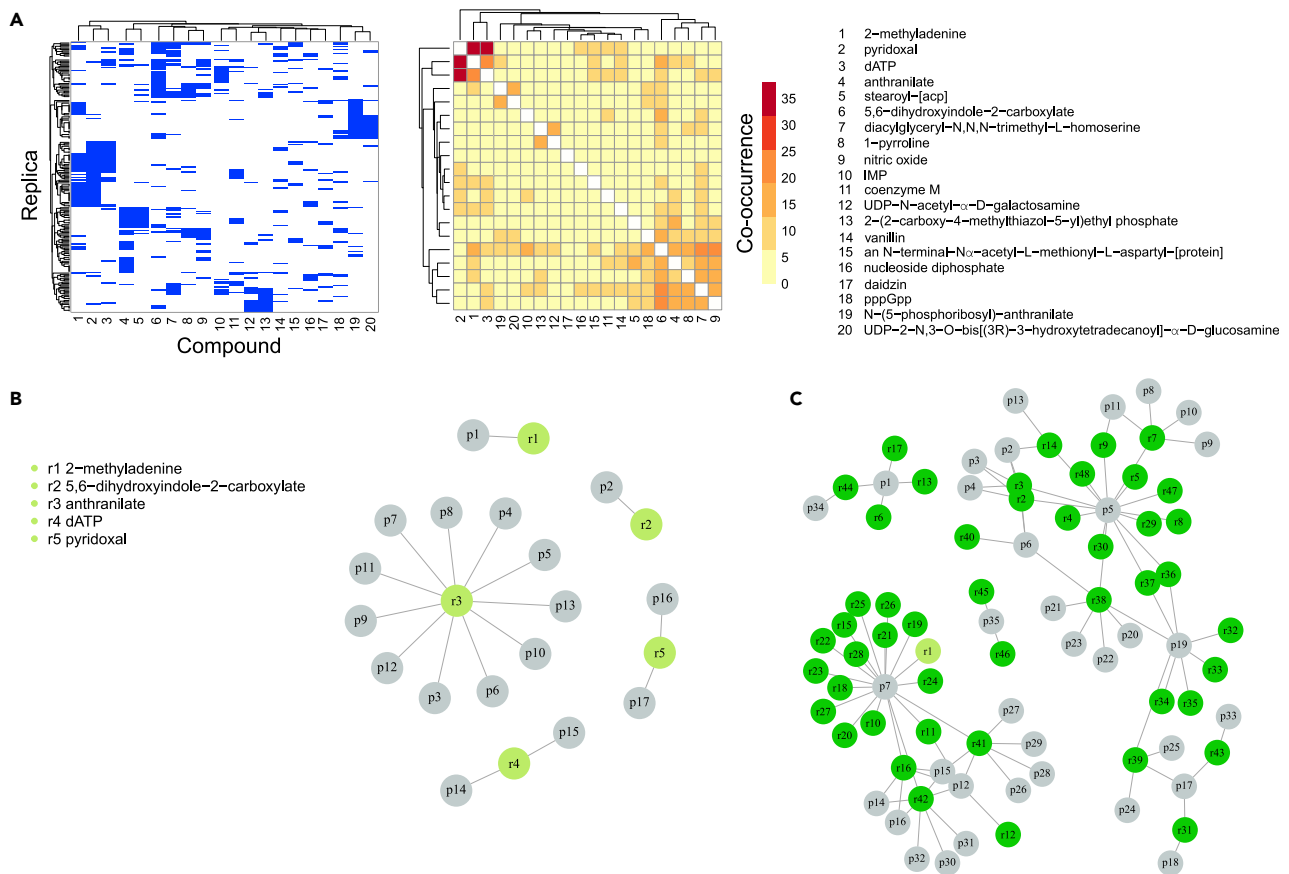 A
Replica
1 2 3 4 5 6 7 8 9 10 11 12 13 14 15 16 17 18 19 20
Compound
2 1 3 19 20 10 13 12 17 16 15 11 14 5 18 6 4 8 7 9
35
30
25
20
15
10
5
0
Co-occurrence
1 2−methyladenine
2 pyridoxal
3 dATP
4 anthranilate
5 stearoyl−[acp]
6 5,6−dihydroxyindole−2−carboxylate
7 diacylglyceryl−N,N,N−trimethyl−L−homoserine
8 1−pyrroline
9 nitric oxide
10 IMP
11 coenzyme M
12 UDP−N−acetyl−α−D−galactosamine
13 2−(2−carboxy−4−methylthiazol−5−yl)ethyl phosphate
14 vanillin
15 an N−terminal−Nα−acetyl−L−methionyl−L−aspartyl−[protein]
16 nucleoside diphosphate
17 daidzin
18 pppGpp
19 N−(5−phosphoribosyl)−anthranilate
20 UDP−2−N,3−O−bis[(3R)−3−hydroxytetradecanoyl]−α−D−glucosamine
B
r1 2−methyladenine
r2 5,6−dihydroxyindole−2−carboxylate
r3 anthranilate
r4 dATP
r5 pyridoxal
p1
r1
p2
r2
p7
p8
p4
p11
p5
p9
r3
p13
p12
p10
p3
p6
p16
r5
p17
p15
r4
p14
C
p13
p11
p8
p10
p9
r7
r9
r14
p2
p3
p4
r3
r2
r48
r5
r47
r4
p5
r29
r8
r40
p6
r30
r17
r44
p1
r13
p34
r6
r37
r36
r45
p35
r46
r38
p21
p23
p22
p20
p19
r32
r33
r34
r35
r25
r26
r15
r21
r19
r22
r28
r1
r23
p7
r24
r18
r27
r10
r20
r11
r41
p27
p29
p28
p26
r16
p15
p12
p14
r42
p16
r12
p32
p30
p31
p33
r43
r39
p25
p17
p24
r31
p18